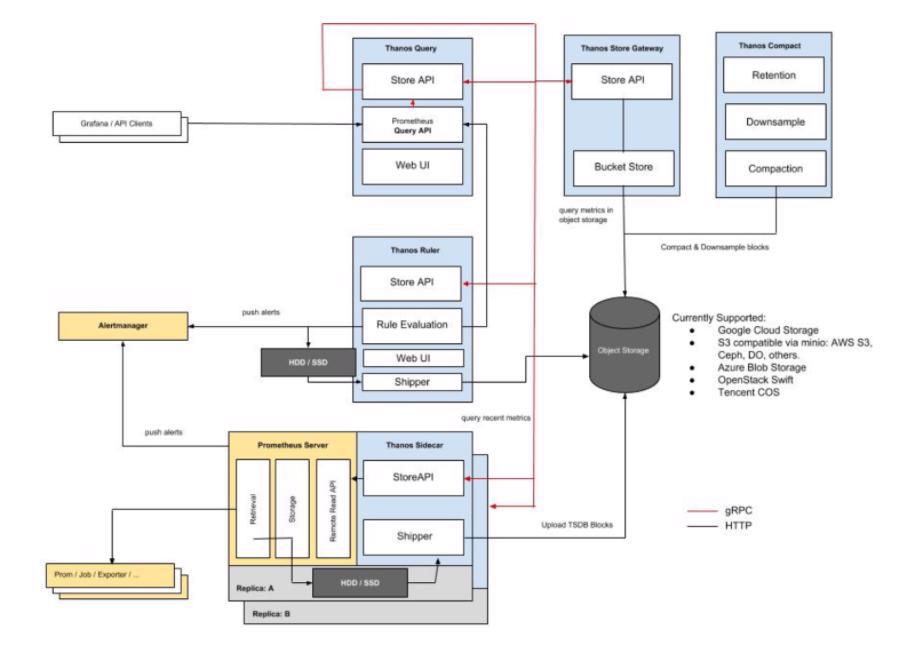 Thanos Query
Store API
Prometheus
Query API
Web UI
Thanos Store Gateway
Store API
Bucket Store
Thanos Compact
Retention
Downsample
Compaction
Grafana / API Clients
query metrics in
object storage
Compact & Downsample blocks
Thanos Ruler
Store API
Rule Evaluation
Web UI
Shipper
push alerts
Alertmanager
HDD / SSD
Object Storage
Currently Supported:
● Google Cloud Storage
● S3 compatible via minio: AWS S3,
Ceph, DO, others.
● Azure Blob Storage
● OpenStack Swift
● Tencent COS
query recent metrics
push alerts
Prometheus Server
Retrieval
Storage
Remote Read API
Thanos Sidecar
StoreAPI
Shipper
Upload TSDB Blocks
gRPC
HTTP
Prom / Job / Exporter / ...
HDD / SSD
Replica: A
Replica: B